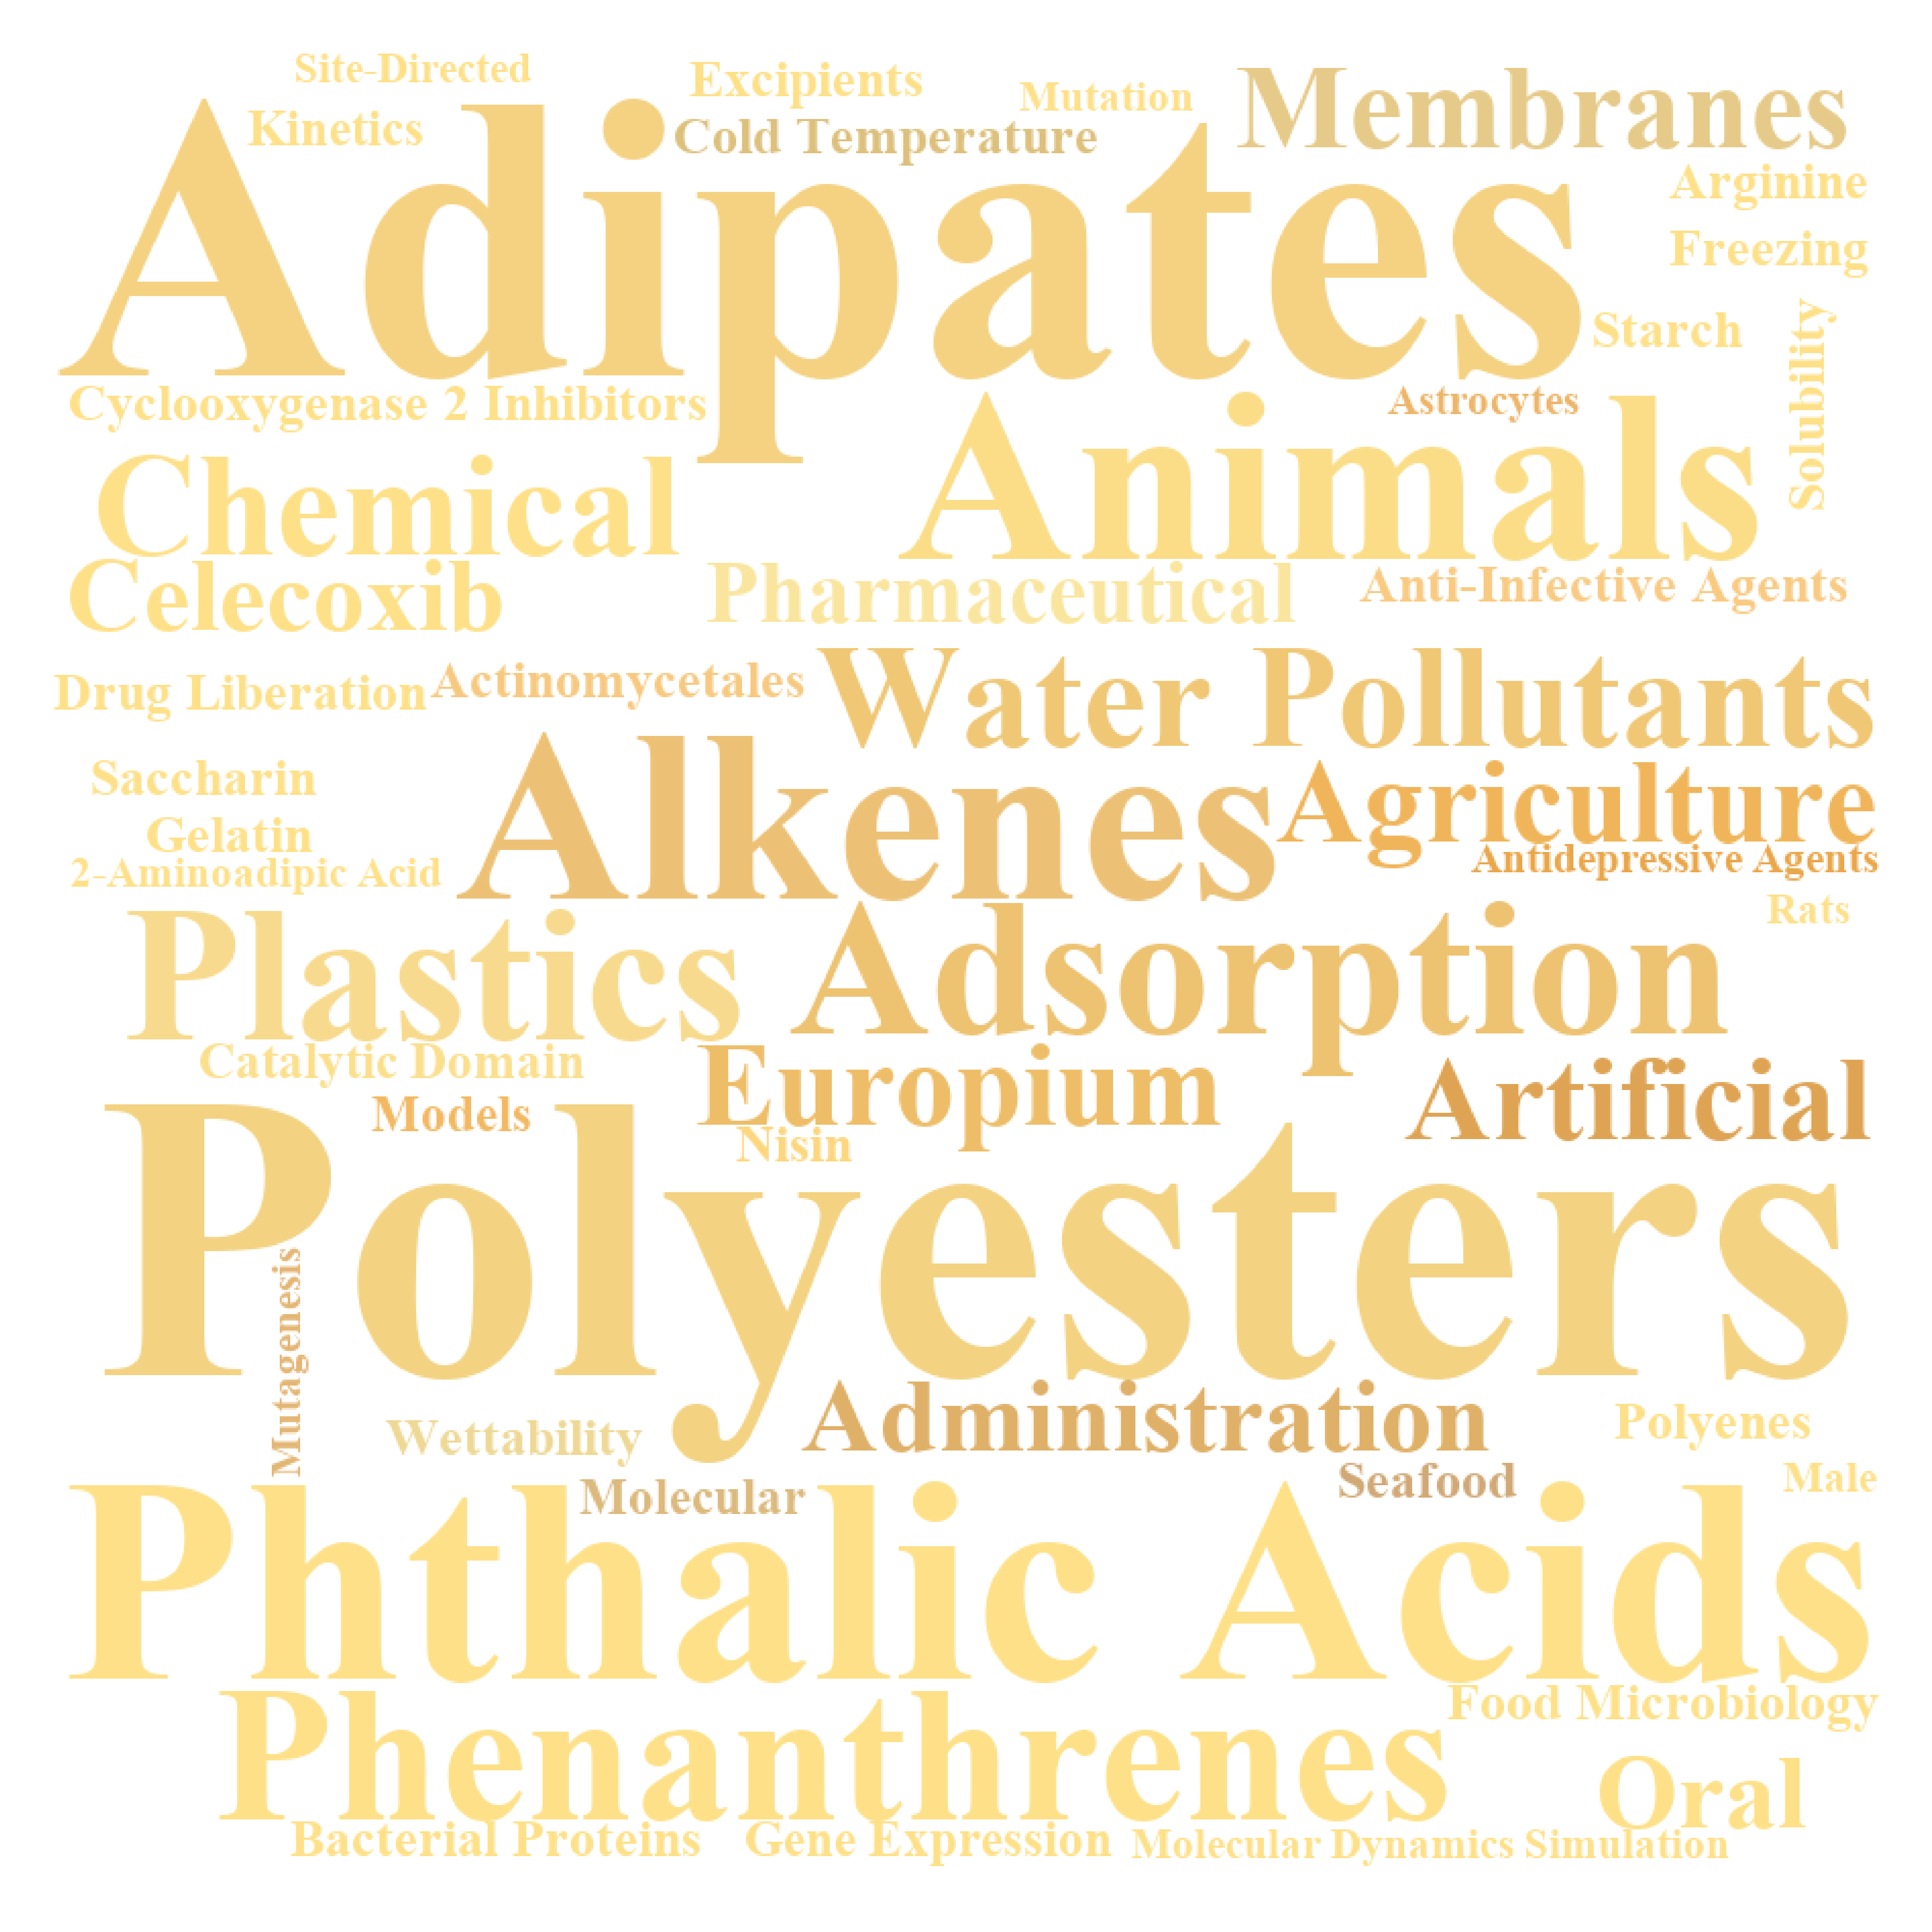 Site-Directed
Excipients
Mutation
Membranes
Kinetics
Cold Temperature
Adipates
Arginine
Freezing
Starch
Solubility
Cyclooxygenase 2 Inhibitors
Astrocytes
Animals
Chemical
Celecoxib
Pharmaceutical
Anti-Infective Agents
Drug Liberation
Actinomycetales
Water Pollutants
Saccharin
Alkenes
Agriculture
Gelatin
2-Aminoadipic Acid
Antidepressive Agents
Rats
Plastics
Adsorption
Catalytic Domain
Europium
Artificial
Models
Nisin
Polyesters
Mutagenesis
Wettability
Administration
Polyenes
Molecular
Seafood
Male
Phthalic Acids
Phenanthrenes
Food Microbiology
Oral
Bacterial Proteins
Gene Expression
Molecular Dynamics Simulation